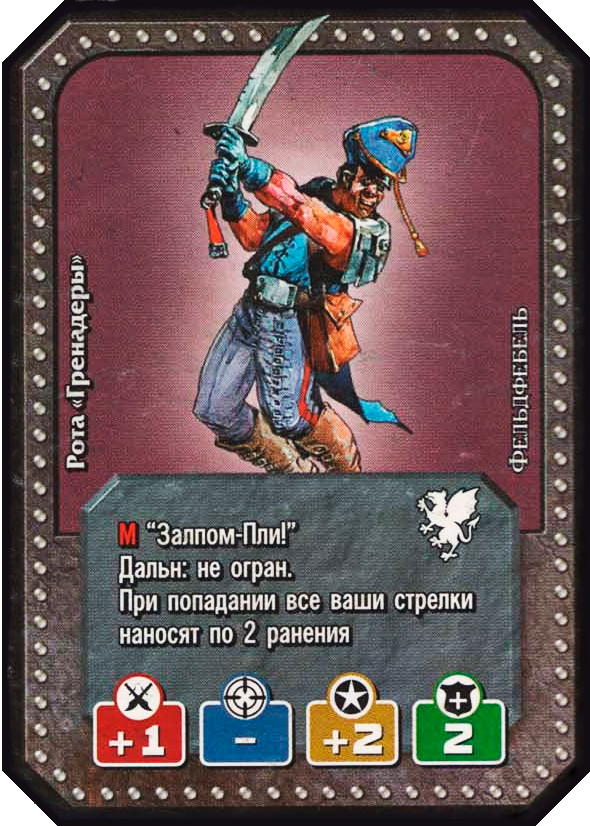 Рота «Гренадеры»
ФЕЛЬДФЕБЕЛЬ
М “Залпом-Пли!”
Дальн: не огран.
При попадании все ваши стрелки
наносят по 2 ранения
+1
-
+2
2